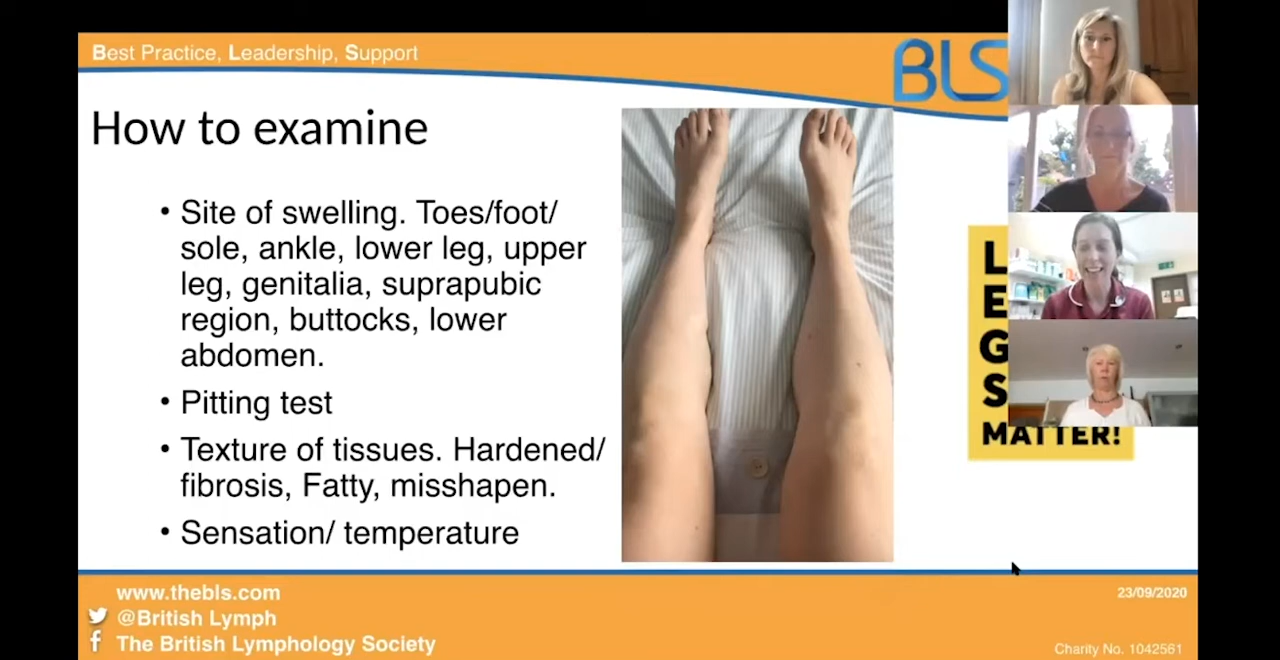 Best Practice, Leadership, Support
BLS
How to examine
• Site of swelling. Toes/foot/
sole, ankle, lower leg, upper
leg, genitalia, suprapubic
region, buttocks, lower
abdomen.
• Pitting test
• Texture of tissues. Hardened/
fibrosis, Fatty, misshapen.
• Sensation/ temperature
L
E
G
S
MATTER!
www.thebls.com
@British Lymph
The British Lymphology Society
23/09/2020
Charity No. 1042561